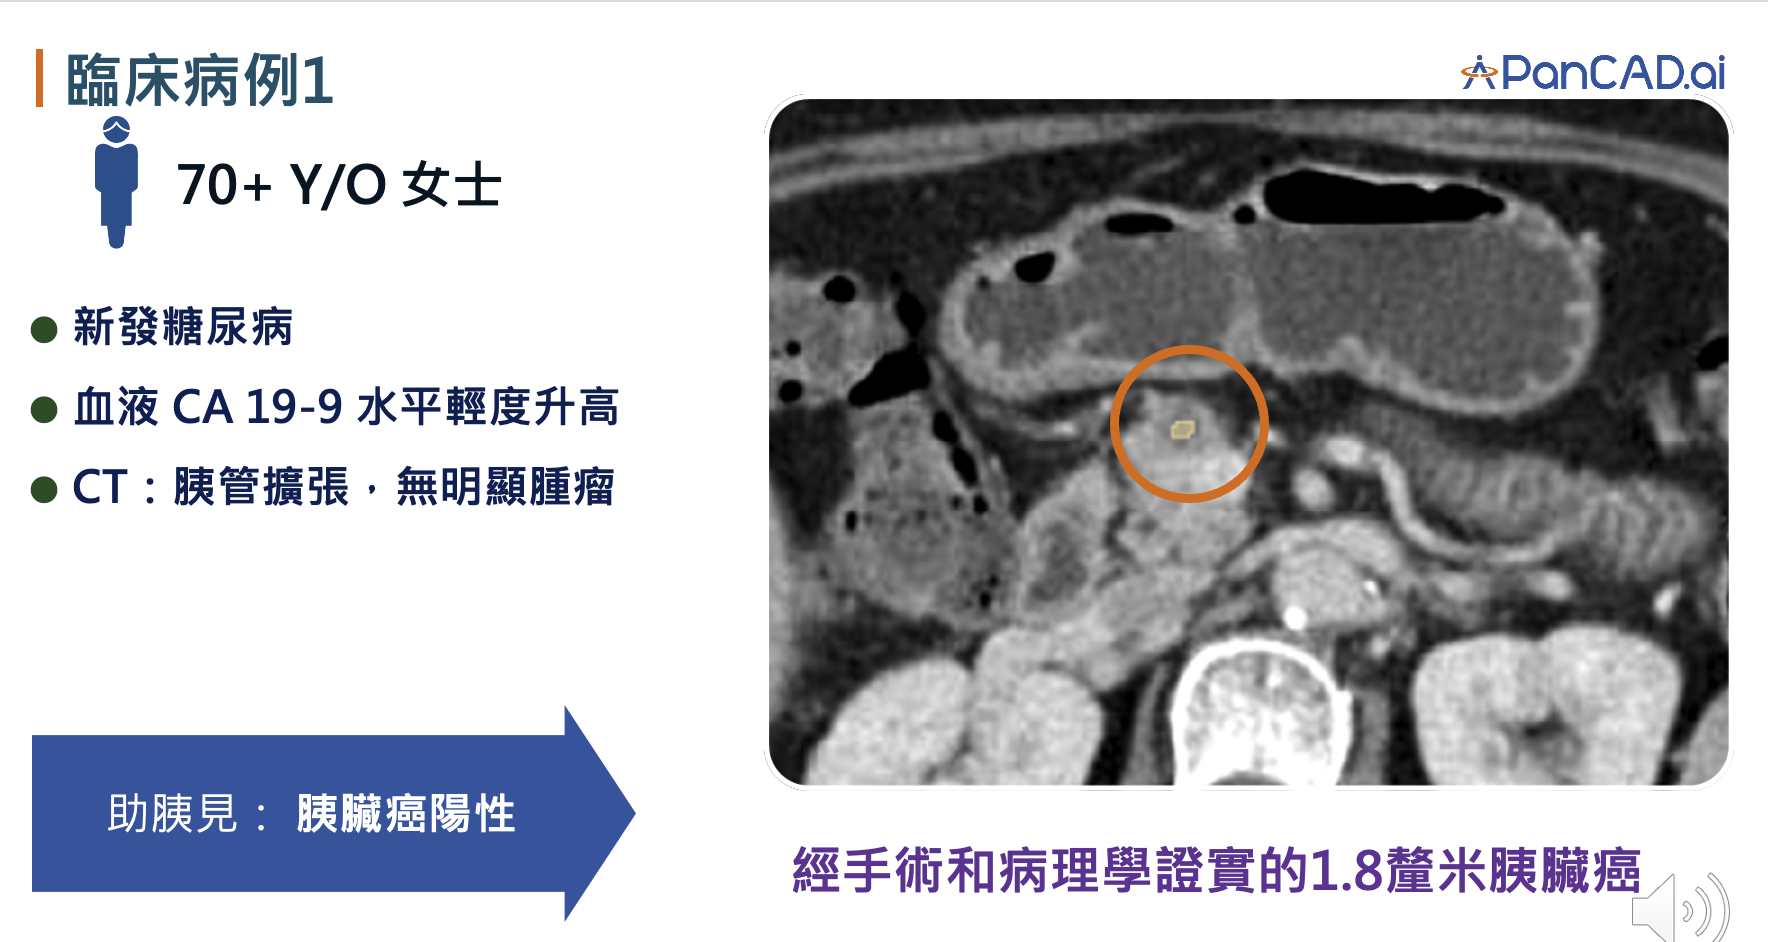 臨床病例1
PanCAD.ai
70+ Y/O 女士
新發糖尿病
血液 CA 19-9 水平輕度升高
CT：胰管擴張，無明顯腫瘤
助胰見： 胰臟癌陽性
經手術和病理學證實的1.8釐米胰臟癌